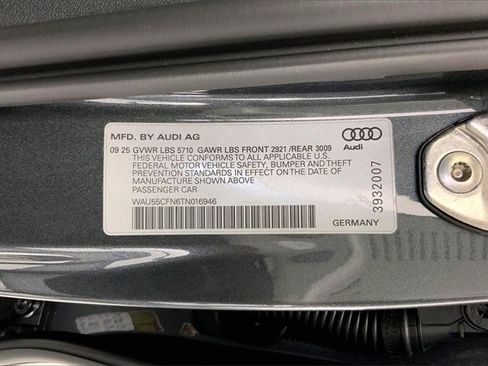 MFD. BY AUDI AG
09 25 GVWR LBS 5710 GAWR LBS FRONT 2921 /REAR 3009
THIS VEHICLE CONFORMS TO ALL APPLICABLE U.S.
FEDERAL MOTOR VEHICLE SAFETY, BUMPER AND THEFT
PREVENTION STANDARDS IN EFFECT ON THE DATE
OF MANUFACTURING SHOWN ABOVE
PASSENGER CAR
WAU55CFN6TN016946
Audi
3932007
GERMANY